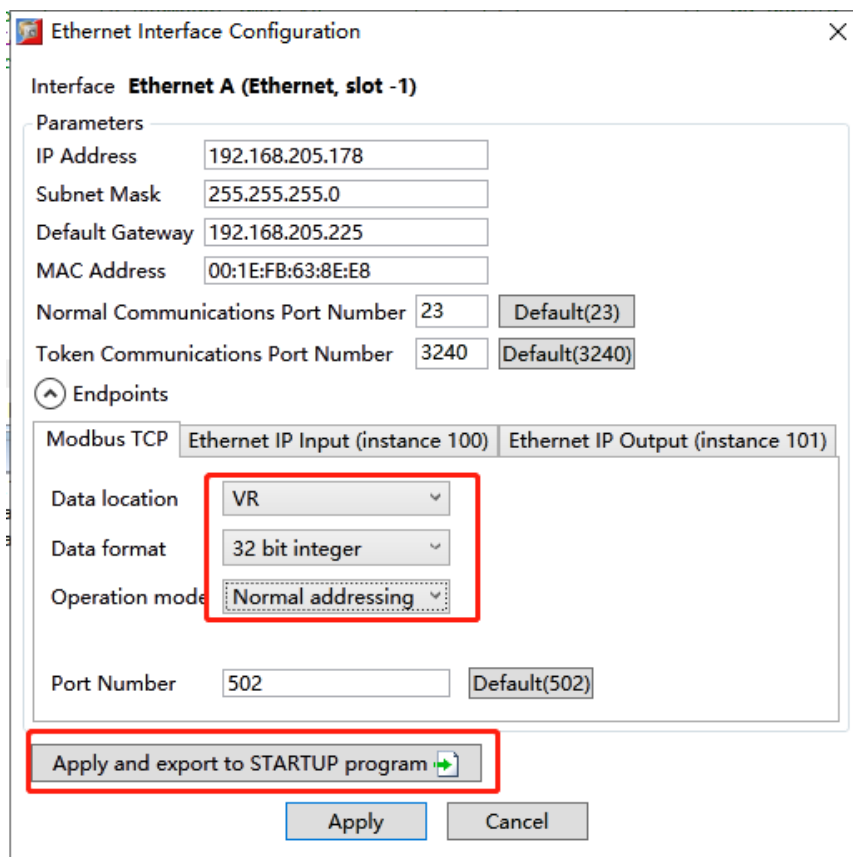 Ethernet Interface Configuration
Interface Ethernet A (Ethernet, slot -1)
Parameters
IP Address 192.168.205.178
Subnet Mask 255.255.255.0
Default Gateway 192.168.205.225
MAC Address 00:1E:FB:63:8E:E8
Normal Communications Port Number 23 Default(23)
Token Communications Port Number 3240 Default(3240)
Endpoints
Modbus TCP Ethernet IP Input (instance 100) Ethernet IP Output (instance 101)
Data location VR
Data format 32 bit integer
Operation mode Normal addressing
Port Number 502 Default(502)
Apply and export to STARTUP program
Apply Cancel